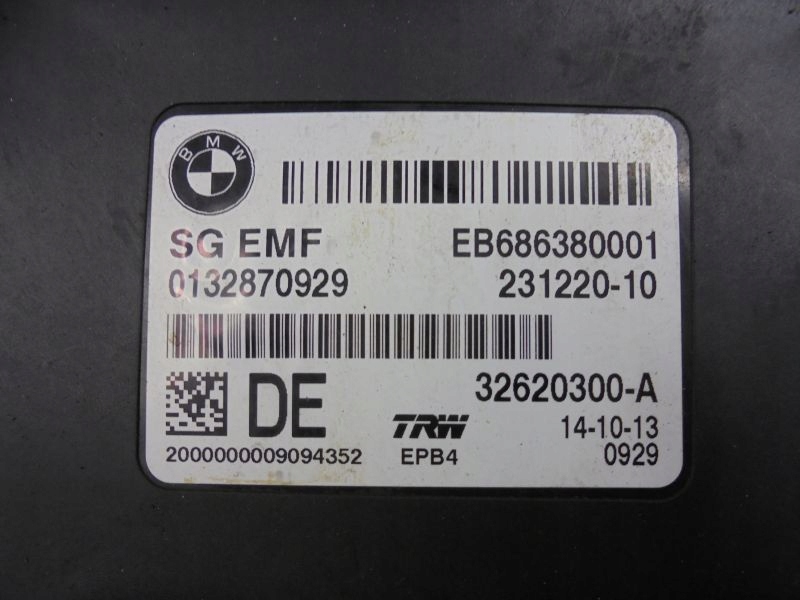 BMW
SG EMF EB686380001
0132870929 231220-10
DE 32620300-A
TRW 14-10-13
2000000009094352 EPB4 0929